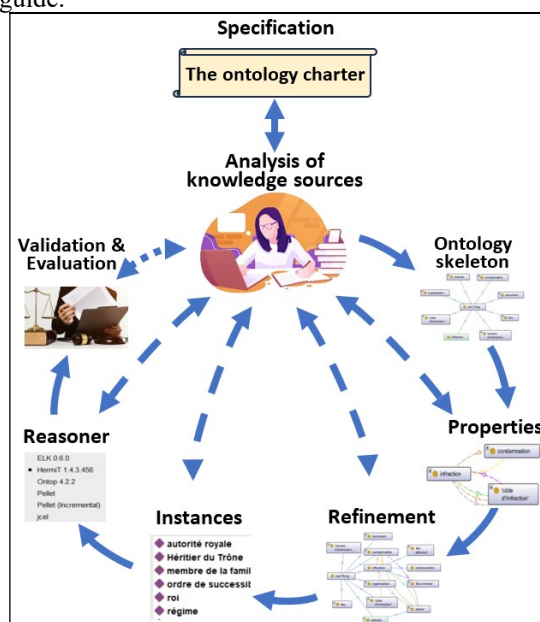 guide.
Specification
The ontology charter
Analysis of
knowledge sources
Validation &
Evaluation
Ontology
skeleton
Properties
condamnation
infraction
'cible
d'infraction'
Reasoner
ELK 0.6.0
HermiT 1.4.3.456
Ontop 4.2.2
Pellet
Pellet (Incremental)
jcel
Instances
autorité royale
Héritier du Trône
membre de la famil
ordre de successib
roi
régime
Refinement